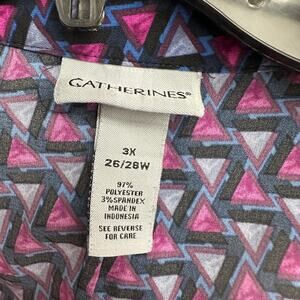 CATHERINES®
3X
26/28W
97%
POLYESTER
3%SPANDEX
MADE IN
INDONESIA
SEE REVERSE
FOR CARE